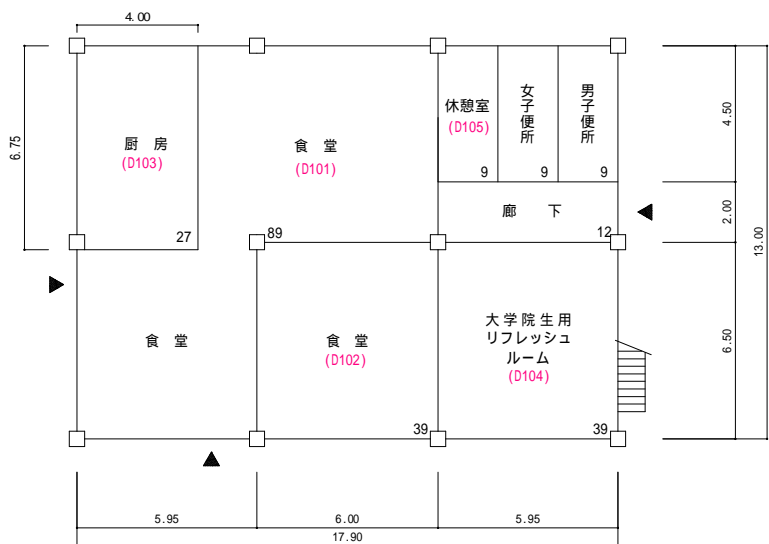 4.00
6.75
厨 房
(D103)
27
食 堂
(D101)
89
休憩室
(D105)
9
女子便所
9
男子便所
9
廊 下
12
4.50
2.00
13.00
6.50
食 堂
食 堂
(D102)
39
大学院生用
リフレッシュ
ルーム
(D104)
39
5.95
6.00
5.95
17.90